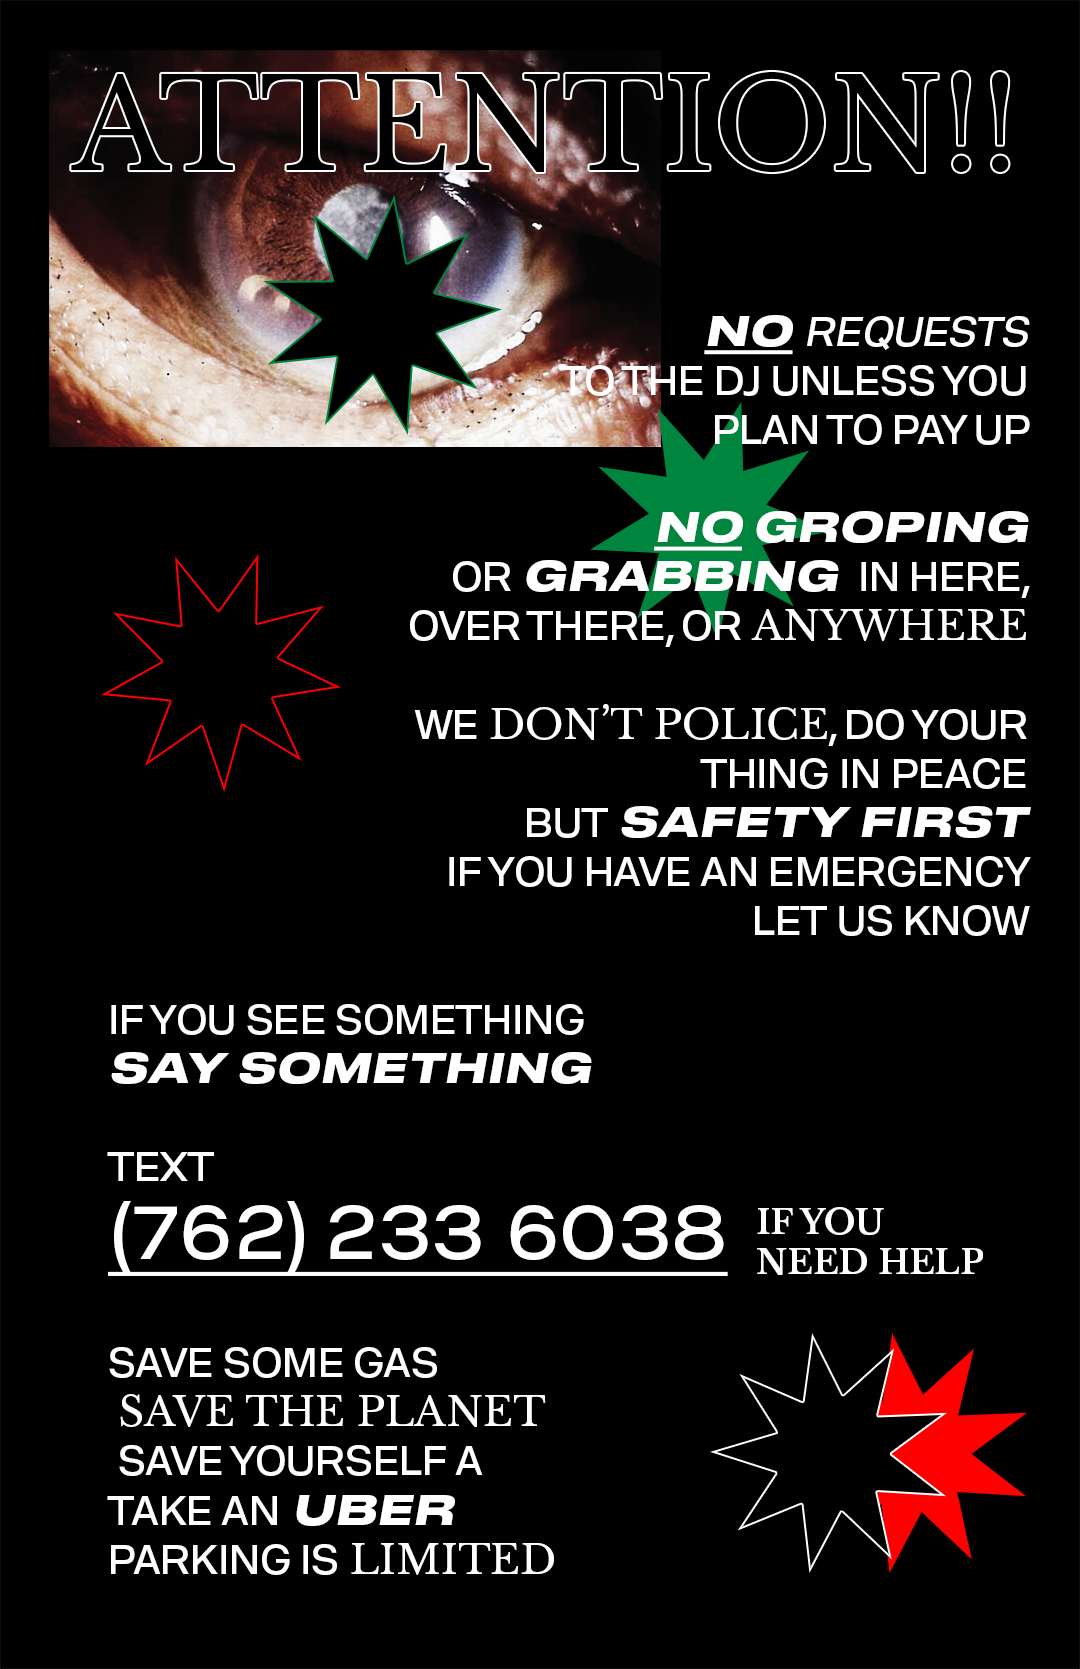 ATTENTION!!
NO REQUESTS
TO THE DJ UNLESS YOU
PLAN TO PAY UP
NO GROPING
OR GRABBING IN HERE,
OVER THERE, OR ANYWHERE
WE DON'T POLICE, DO YOUR
THING IN PEACE
BUT SAFETY FIRST
IF YOU HAVE AN EMERGENCY
LET US KNOW
IF YOU SEE SOMETHING
SAY SOMETHING
TEXT
(762) 233 6038
IF YOU
NEED HELP
SAVE SOME GAS
SAVE THE PLANET
SAVE YOURSELF A
TAKE AN UBER
PARKING IS LIMITED